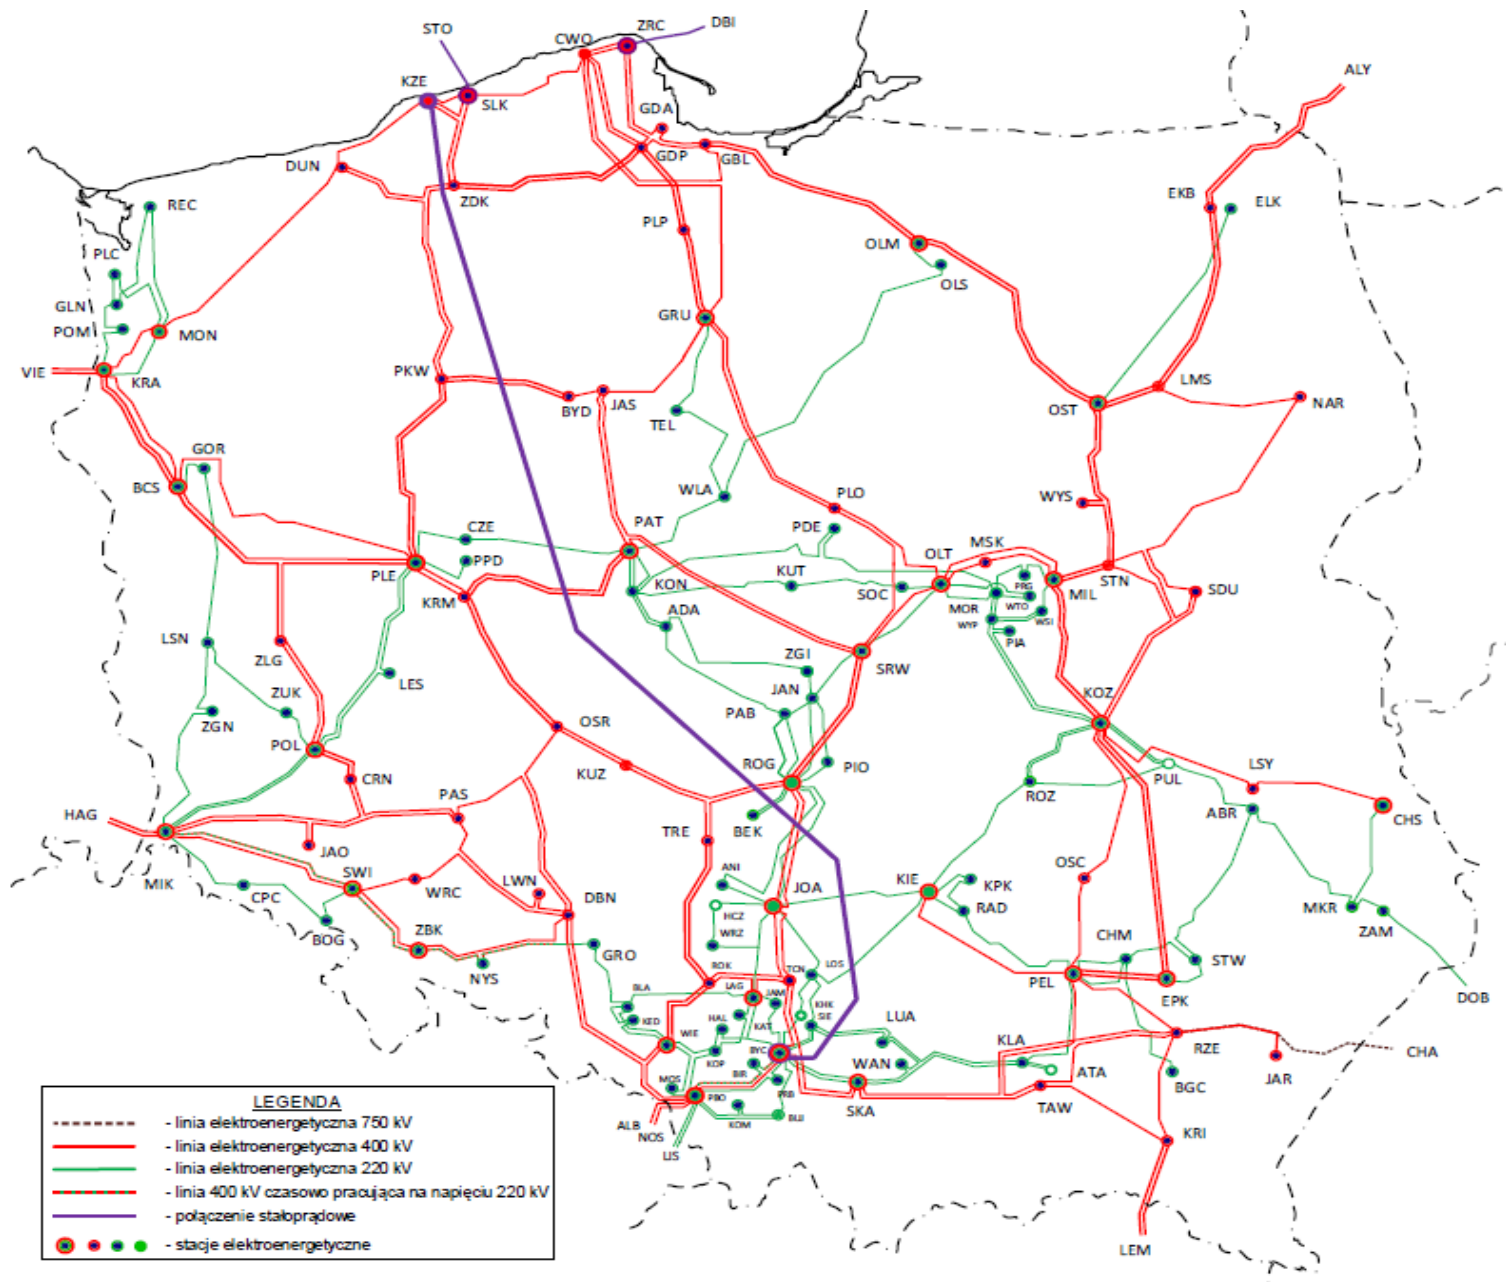 STO
CWO
ZRC
DBI
KZE
SLK
GDA
ALY
DUN
GDP
GBL
ZDK
EKB
ELK
REC
PLP
OLM
PLC
OLS
GLN
POM
MON
GRU
VIE
KRA
PKW
BYD
JAS
LMS
NAR
OST
TEL
GOR
BCS
WLA
PLO
WYS
CZE
PAT
PDE
PLE
PPD
OLT
MSK
STN
KRM
KON
KUT
SOC
MOR
PRG
WTO
MIL
SDU
ADA
WYP
WSI
PIA
LSN
ZLG
LES
ZGI
SRW
ZUK
JAN
KOZ
ZGN
PAB
OSR
POL
ROG
PIO
KUZ
CRN
ROZ
PUL
LSY
HAG
PAS
BEK
ABR
CHS
TRE
JAO
ANI
MIK
SWI
WRC
LWN
JOA
KIE
KPK
OSC
CPC
DBN
HCZ
RAD
MKR
ZAM
BOG
ZBK
WRZ
CHM
NYS
GRO
ROK
TCN
LOS
PEL
STW
EPK
DOB
BLA
LAG
JAM
KED
HAL
KAT
KHK
SIE
LUA
KLA
WIE
KOP
BYC
WAN
RZE
CHA
MOS
BIR
PRB
ATA
JAR
BGC
PBO
SKA
TAW
ALB
NOS
KOM
BUJ
KRI
LIS
LEM
LEGENDA
- linia elektroenergetyczna 750 kV
- linia elektroenergetyczna 400 kV
- linia elektroenergetyczna 220 kV
- linia 400 kV czasowo pracująca na napięciu 220 kV
- połączenie stałoprądowe
- stacje elektroenergetyczne